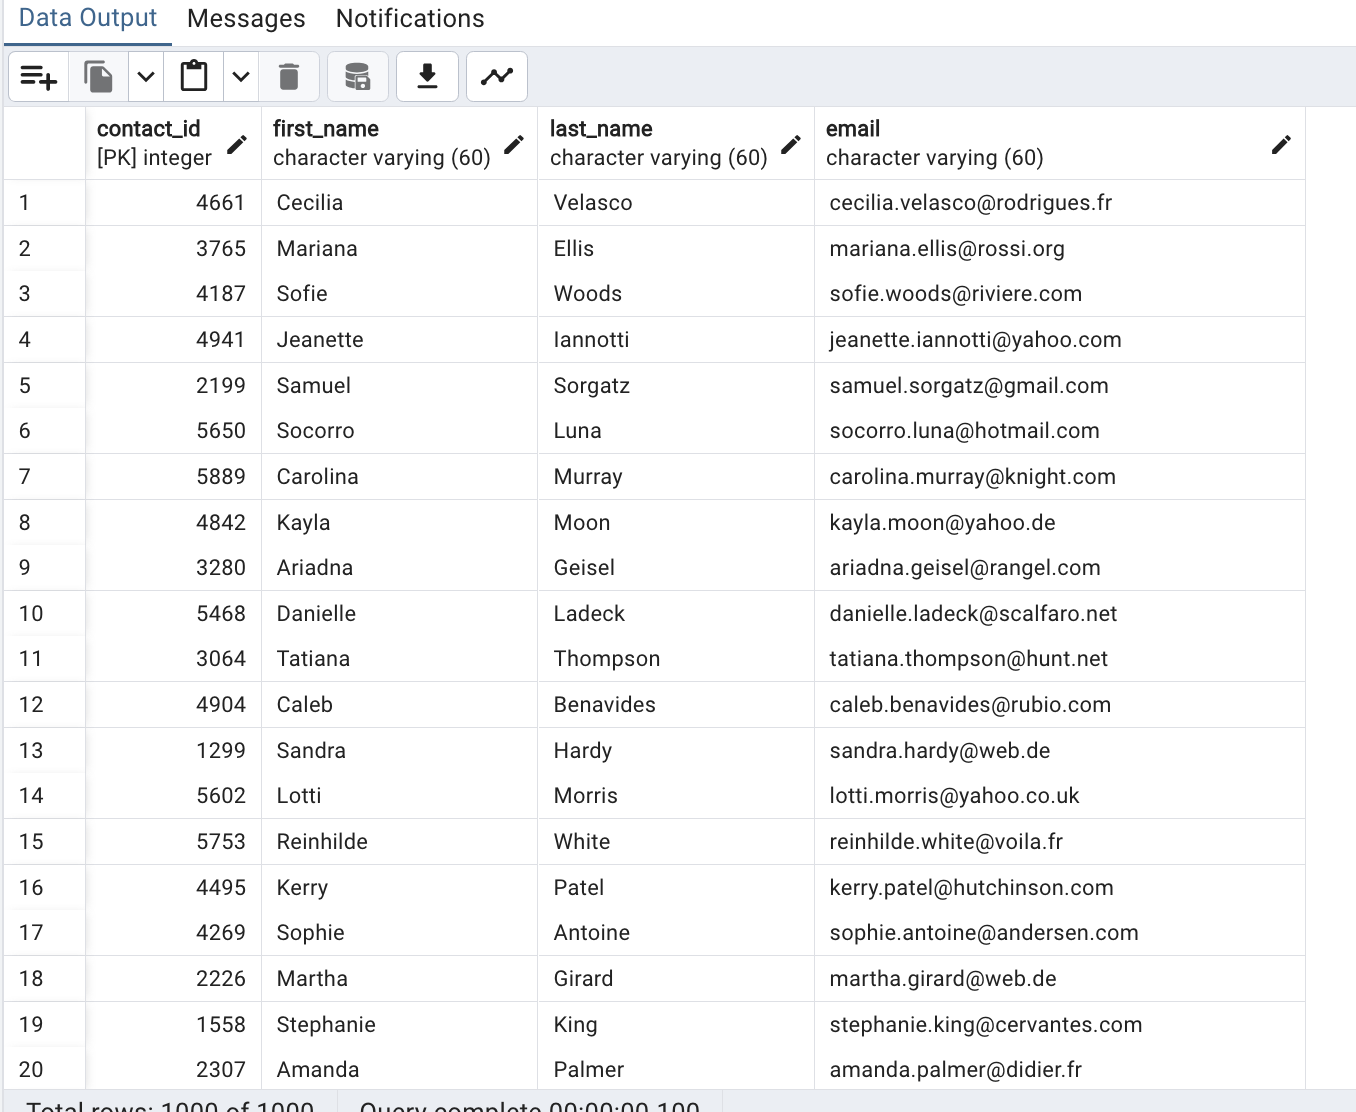 Data Output Messages Notifications
contact_id first_name last_name email
[PK] integer character varying (60) character varying (60) character varying (60)
1 4661 Cecilia Velasco cecilia.velasco@rodrigues.fr
2 3765 Mariana Ellis mariana.ellis@rossi.org
3 4187 Sofie Woods sofie.woods@riviere.com
4 4941 Jeanette Iannotti jeanette.iannotti@yahoo.com
5 2199 Samuel Sorgatz samuel.sorgatz@gmail.com
6 5650 Socorro Luna socorro.luna@hotmail.com
7 5889 Carolina Murray carolina.murray@knight.com
8 4842 Kayla Moon kayla.moon@yahoo.de
9 3280 Ariadna Geisel ariadna.geisel@rangel.com
10 5468 Danielle Ladeck danielle.ladeck@scalfaro.net
11 3064 Tatiana Thompson tatiana.thompson@hunt.net
12 4904 Caleb Benavides caleb.benavides@rubio.com
13 1299 Sandra Hardy sandra.hardy@web.de
14 5602 Lotti Morris lotti.morris@yahoo.co.uk
15 5753 Reinhilde White reinhilde.white@voila.fr
16 4495 Kerry Patel kerry.patel@hutchinson.com
17 4269 Sophie Antoine sophie.antoine@andersen.com
18 2226 Martha Girard martha.girard@web.de
19 1558 Stephanie King stephanie.king@cervantes.com
20 2307 Amanda Palmer amanda.palmer@didier.fr
Total rows: 1000 of 1000 Query complete 00:00:00.100